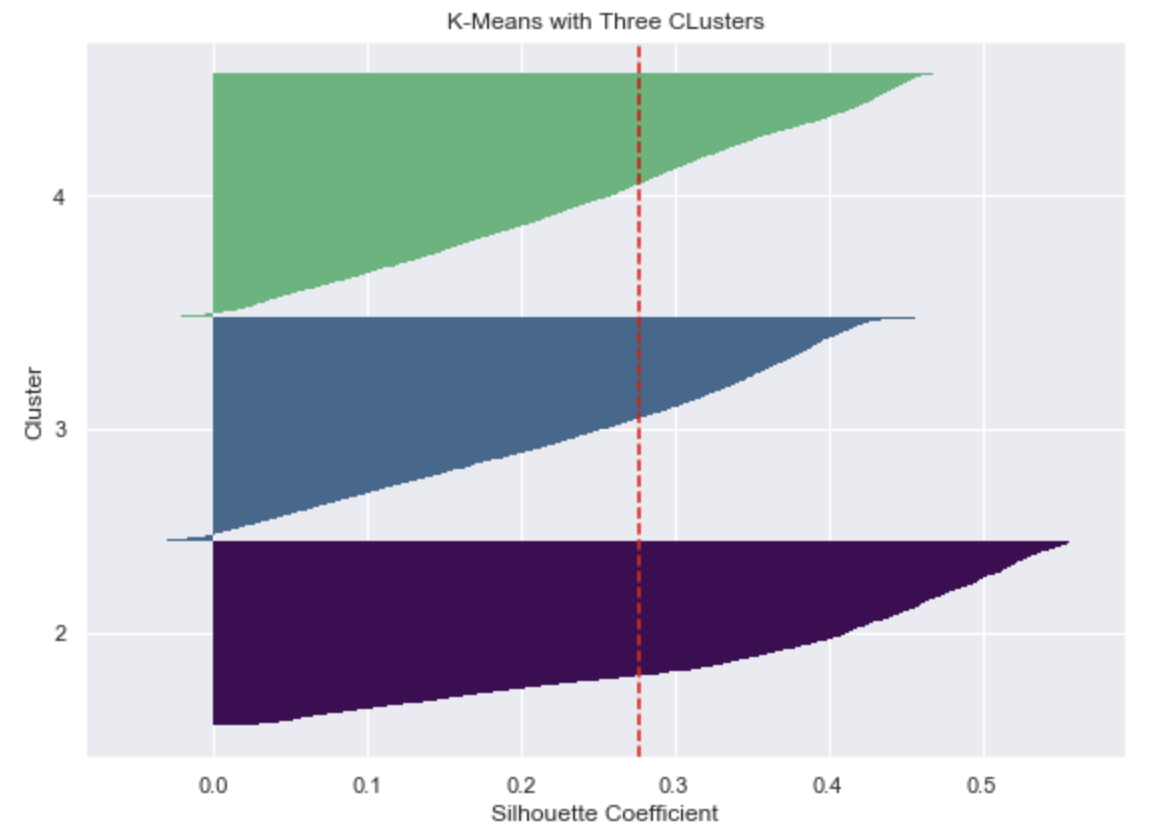 K-Means with Three CLusters
4
3
2
Cluster
0.0 0.1 0.2 0.3 0.4 0.5
Silhouette Coefficient